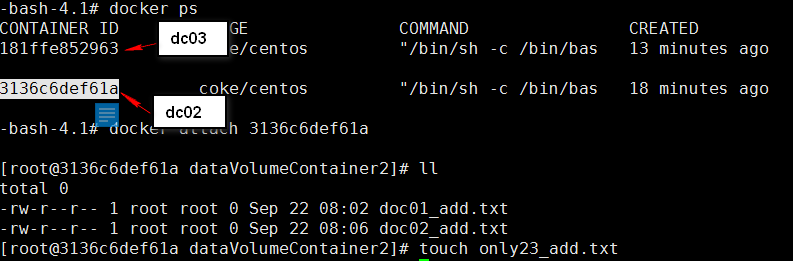 -bash-4.1# docker ps
CONTAINER ID GE COMMAND CREATED
181ffe852963 dc03 ke/centos "/bin/sh -c /bin/bas 13 minutes ago
3136c6def61a coke/centos "/bin/sh -c /bin/bas 18 minutes ago
dc02
-bash-4.1# docker attach 3136c6def61a
[root@3136c6def61a dataVolumeContainer2]# ll
total 0
-rw-r--r-- 1 root root 0 Sep 22 08:02 doc01_add.txt
-rw-r--r-- 1 root root 0 Sep 22 08:06 doc02_add.txt
[root@3136c6def61a dataVolumeContainer2]# touch only23_add.txt